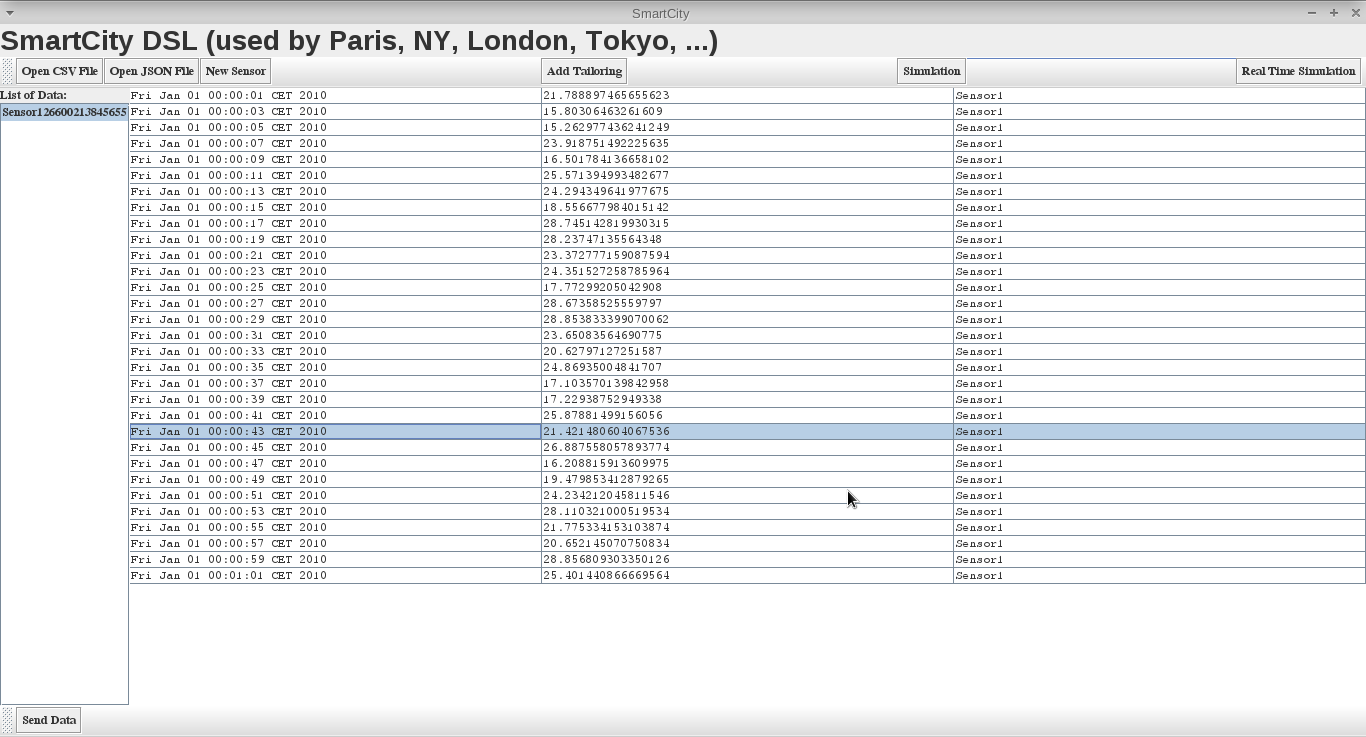 SmartCity
SmartCity DSL (used by Paris, NY, London, Tokyo, ...)
Open CSV File Open JSON File New Sensor Add Tailoring Simulation Real Time Simulation
List of Data:
Sensor126600213845655
Fri Jan 01 00:00:01 CET 2010 21.788897465655623 Sensor1
Fri Jan 01 00:00:03 CET 2010 15.80306463261609 Sensor1
Fri Jan 01 00:00:05 CET 2010 15.262977436241249 Sensor1
Fri Jan 01 00:00:07 CET 2010 23.918751492225635 Sensor1
Fri Jan 01 00:00:09 CET 2010 16.501784136658102 Sensor1
Fri Jan 01 00:00:11 CET 2010 25.571394993482677 Sensor1
Fri Jan 01 00:00:13 CET 2010 24.294349641977675 Sensor1
Fri Jan 01 00:00:15 CET 2010 18.556677984015142 Sensor1
Fri Jan 01 00:00:17 CET 2010 28.745142819930315 Sensor1
Fri Jan 01 00:00:19 CET 2010 28.23747135564348 Sensor1
Fri Jan 01 00:00:21 CET 2010 23.372777159087594 Sensor1
Fri Jan 01 00:00:23 CET 2010 24.351527258785964 Sensor1
Fri Jan 01 00:00:25 CET 2010 17.77299205042908 Sensor1
Fri Jan 01 00:00:27 CET 2010 28.67358525559797 Sensor1
Fri Jan 01 00:00:29 CET 2010 28.853833399070062 Sensor1
Fri Jan 01 00:00:31 CET 2010 23.65083564690775 Sensor1
Fri Jan 01 00:00:33 CET 2010 20.62797127251587 Sensor1
Fri Jan 01 00:00:35 CET 2010 24.86935004841707 Sensor1
Fri Jan 01 00:00:37 CET 2010 17.103570139842958 Sensor1
Fri Jan 01 00:00:39 CET 2010 17.22938752949338 Sensor1
Fri Jan 01 00:00:41 CET 2010 25.87881499156056 Sensor1
Fri Jan 01 00:00:43 CET 2010 21.421480604067536 Sensor1
Fri Jan 01 00:00:45 CET 2010 26.887558057893774 Sensor1
Fri Jan 01 00:00:47 CET 2010 16.208815913609975 Sensor1
Fri Jan 01 00:00:49 CET 2010 19.479853412879265 Sensor1
Fri Jan 01 00:00:51 CET 2010 24.234212045811546 Sensor1
Fri Jan 01 00:00:53 CET 2010 28.110321000519534 Sensor1
Fri Jan 01 00:00:55 CET 2010 21.775334153103874 Sensor1
Fri Jan 01 00:00:57 CET 2010 20.652145070750834 Sensor1
Fri Jan 01 00:00:59 CET 2010 28.856809303350126 Sensor1
Fri Jan 01 00:01:01 CET 2010 25.401440866669564 Sensor1
Send Data